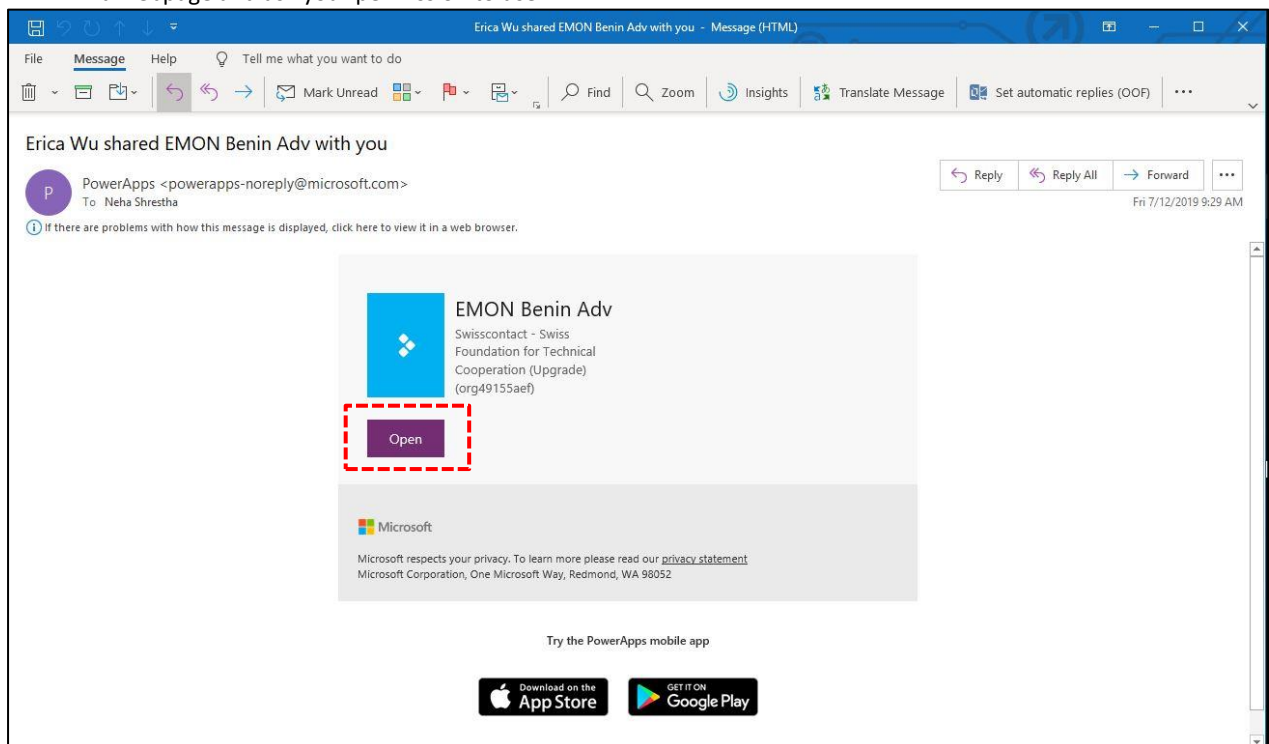 Erica Wu shared EMON Benin Adv with you - Message (HTML)
File Message Help Tell me what you want to do
Mark Unread Find Zoom Insights Translate Message Set automatic replies (OOF)
Erica Wu shared EMON Benin Adv with you
P
PowerApps <powerapps-noreply@microsoft.com>
To Neha Shrestha
Reply Reply All Forward
Fri 7/12/2019 9:29 AM
If there are problems with how this message is displayed, click here to view it in a web browser.
EMON Benin Adv
Swisscontact - Swiss
Foundation for Technical
Cooperation (Upgrade)
(org49155aef)
Open
Microsoft
Microsoft respects your privacy. To learn more please read our privacy statement
Microsoft Corporation, One Microsoft Way, Redmond, WA 98052
Try the PowerApps mobile app
Download on the
App Store
GET IT ON
Google Play